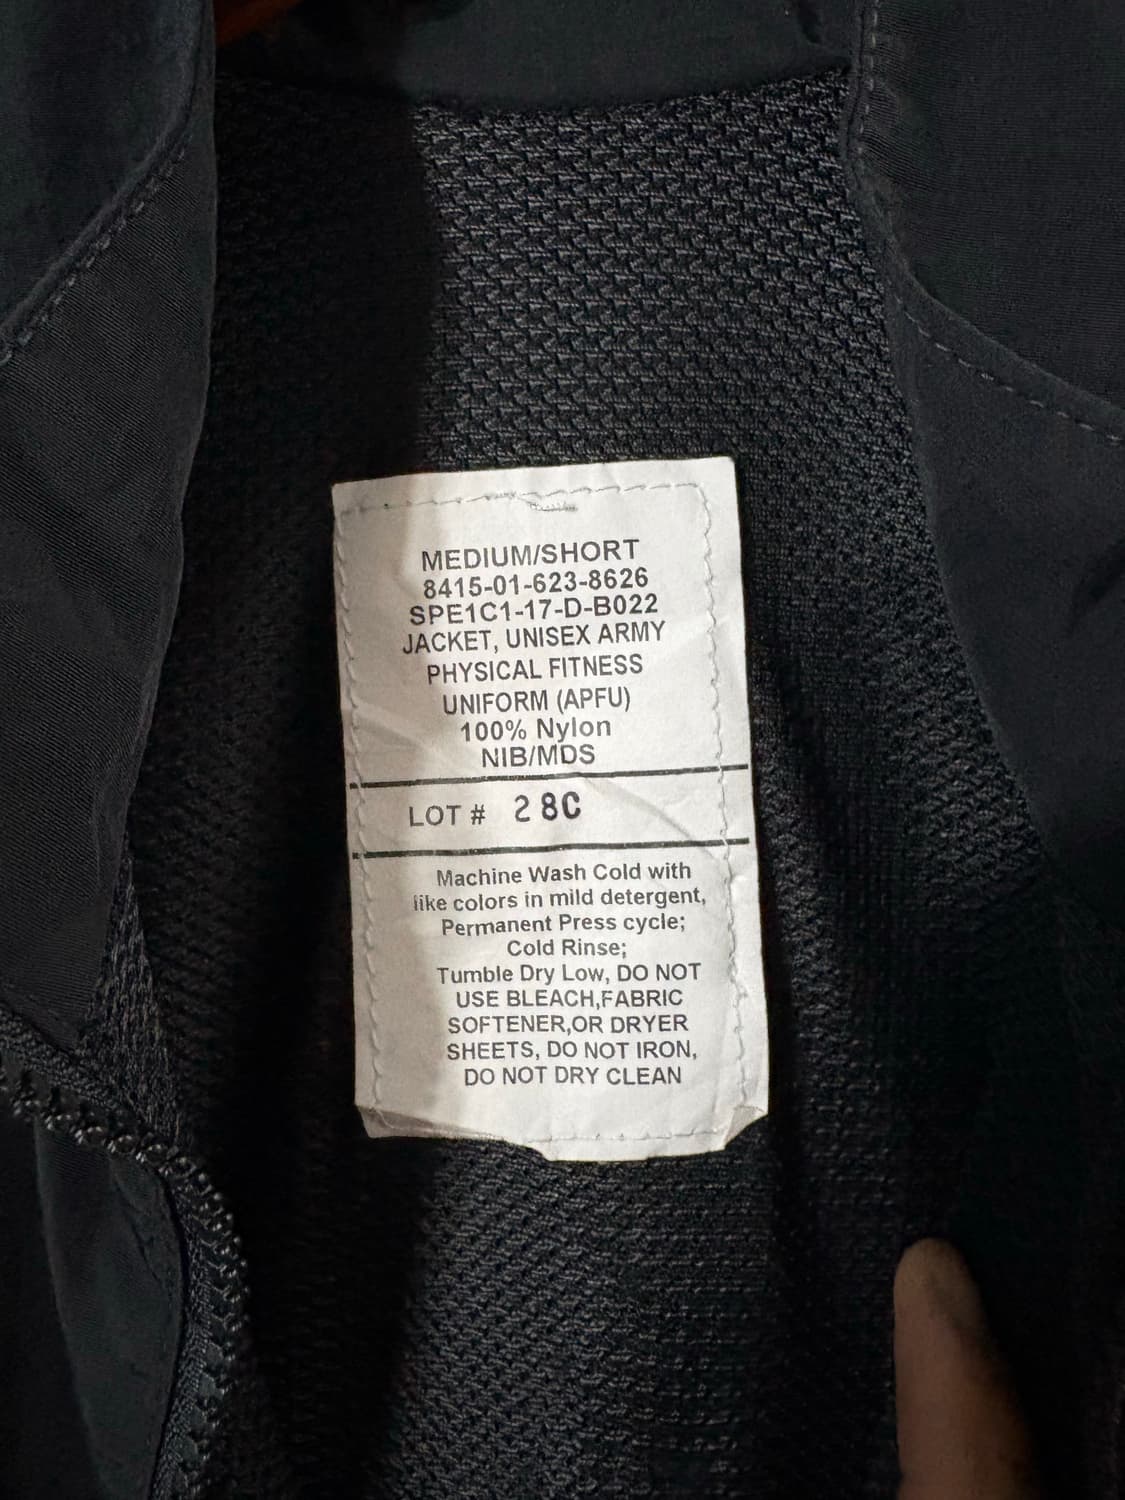 MEDIUM/SHORT
8415-01-623-8626
SPE1C1-17-D-B022
JACKET, UNISEX ARMY
PHYSICAL FITNESS
UNIFORM (APFU)
100% Nylon
NIB/MDS
LOT # 28C
Machine Wash Cold with
like colors in mild detergent,
Permanent Press cycle;
Cold Rinse;
Tumble Dry Low, DO NOT
USE BLEACH,FABRIC
SOFTENER,OR DRYER
SHEETS, DO NOT IRON,
DO NOT DRY CLEAN